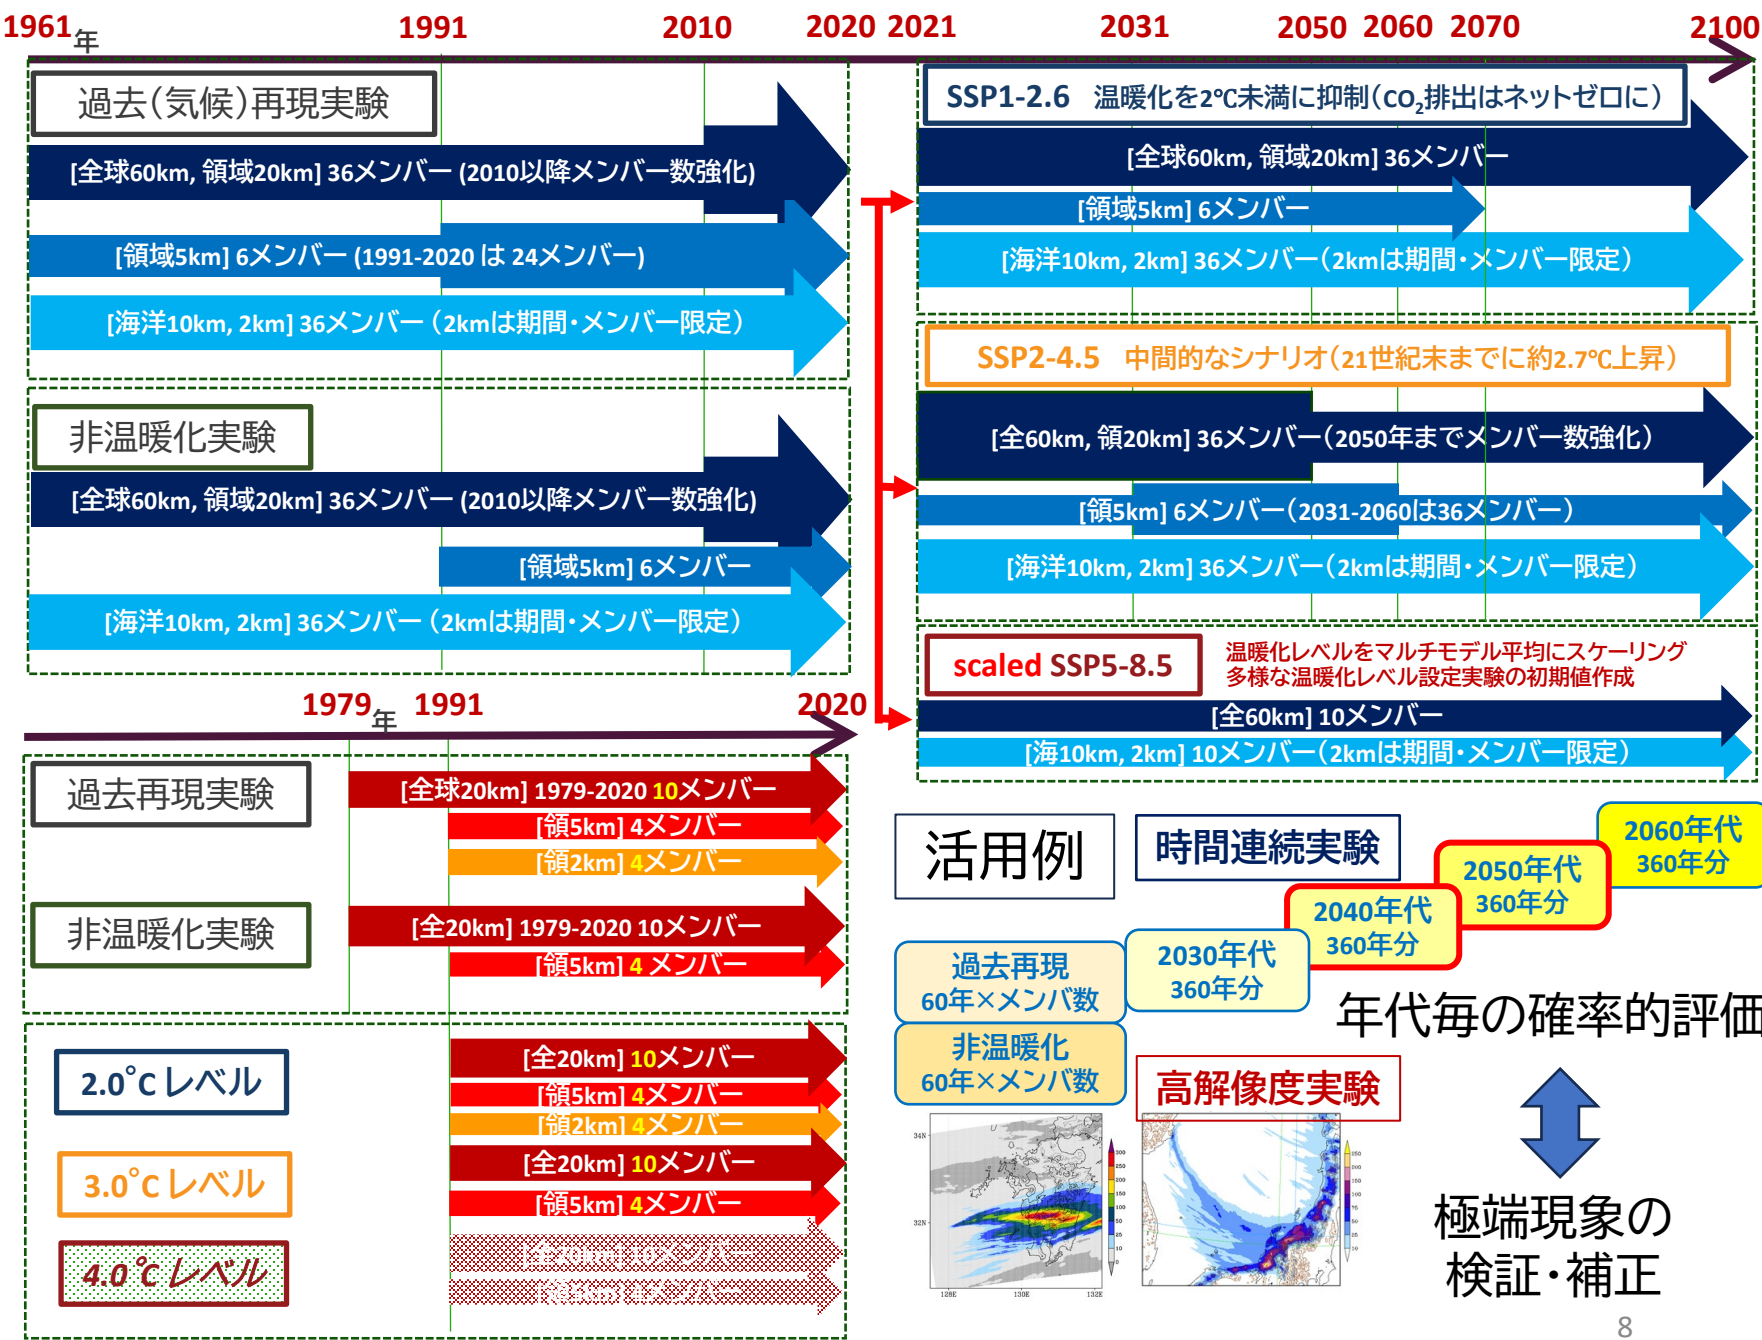 1961年 1991 2010 2020 2021 2031 2050 2060 2070 2100
過去(気候)再現実験
[全球60km, 領域20km] 36メンバー (2010以降メンバー数強化)
[領域5km] 6メンバー (1991-2020 は 24メンバー)
[海洋10km, 2km] 36メンバー (2kmは期間・メンバー限定)
非温暖化実験
[全球60km, 領域20km] 36メンバー (2010以降メンバー数強化)
[領域5km] 6メンバー
[海洋10km, 2km] 36メンバー (2kmは期間・メンバー限定)
SSP1-2.6 温暖化を2℃未満に抑制(CO₂排出はネットゼロに)
[全球60km, 領域20km] 36メンバー
[領域5km] 6メンバー
[海洋10km, 2km] 36メンバー(2kmは期間・メンバー限定)
SSP2-4.5 中間的なシナリオ(21世紀末までに約2.7℃上昇)
[全60km, 領20km] 36メンバー(2050年までメンバー数強化)
[領5km] 6メンバー(2031-2060は36メンバー)
[海洋10km, 2km] 36メンバー(2kmは期間・メンバー限定)
scaled SSP5-8.5
温暖化レベルをマルチモデル平均にスケーリング
多様な温暖化レベル設定実験の初期値作成
[全60km] 10メンバー
[海10km, 2km] 10メンバー(2kmは期間・メンバー限定)
1979年 1991 2020
過去再現実験
[全球20km] 1979-2020 10メンバー
[領5km] 4メンバー
[領2km] 4メンバー
非温暖化実験
[全20km] 1979-2020 10メンバー
[領5km] 4 メンバー
2.0°C レベル
[全20km] 10メンバー
[領5km] 4メンバー
[領2km] 4メンバー
3.0°C レベル
[全20km] 10メンバー
[領5km] 4メンバー
4.0℃ レベル
[全20km] 10メンバー
[領5km] 4メンバー
活用例
時間連続実験
過去再現
60年×メンバ数
非温暖化
60年×メンバ数
2030年代
360年分
2040年代
360年分
2050年代
360年分
2060年代
360年分
年代毎の確率的評価
高解像度実験
極端現象の
検証・補正
34N
32N
128E 130E 132E
300
250
200
150
100
50
25
10
0
8